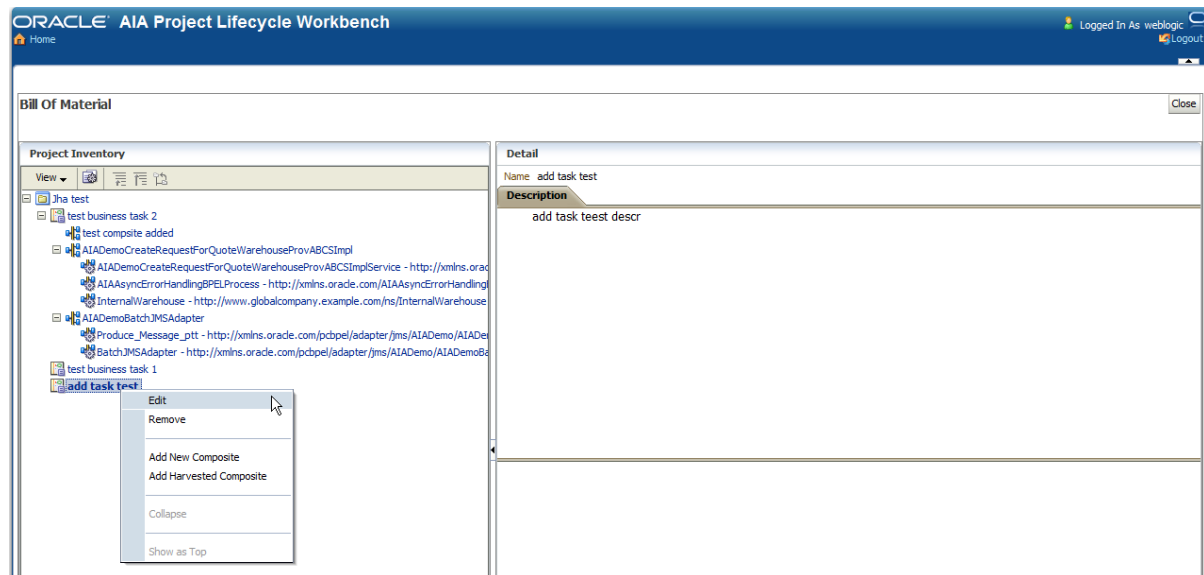 ORACLE AIA Project Lifecycle Workbench
Home
Logged In As weblogic
Logout
Bill Of Material
Close
Project Inventory
View
Jha test
test business task 2
test compsite added
AIADemoCreateRequestForQuoteWarehouseProvABCSImpl
AIADemoCreateRequestForQuoteWarehouseProvABCSImplService - http://xmlns.orac
AIAAsyncErrorHandlingBPELProcess - http://xmlns.oracle.com/AIAAsyncErrorHandlingl
InternalWarehouse - http://www.globalcompany.example.com/ns/InternalWarehouse
AIADemoBatchJMSAdapter
Produce_Message_ptt - http://xmlns.oracle.com/pcbpel/adapter/jms/AIADemo/AIADe
BatchJMSAdapter - http://xmlns.oracle.com/pcbpel/adapter/jms/AIADemo/AIADemoBa
test business task 1
add task test
Edit
Remove
Add New Composite
Add Harvested Composite
Collapse
Show as Top
Detail
Name add task test
Description
add task teest descr